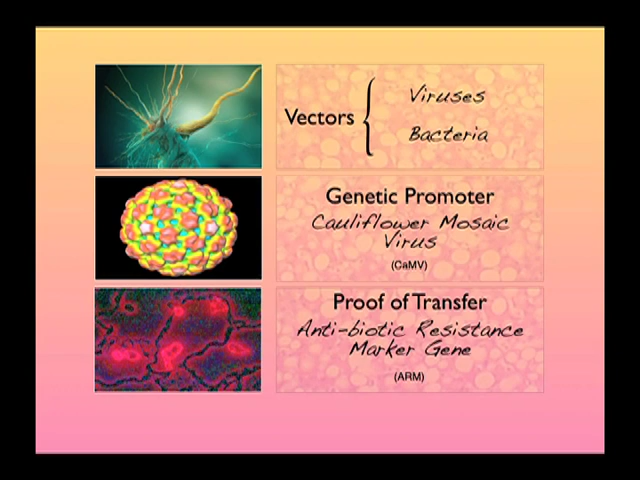 Vectors { Viruses
Bacteria
Genetic Promoter
Cauliflower Mosaic
Virus
(CaMV)
Proof of Transfer
Anti-biotic Resistance
Marker Gene
(ARM)